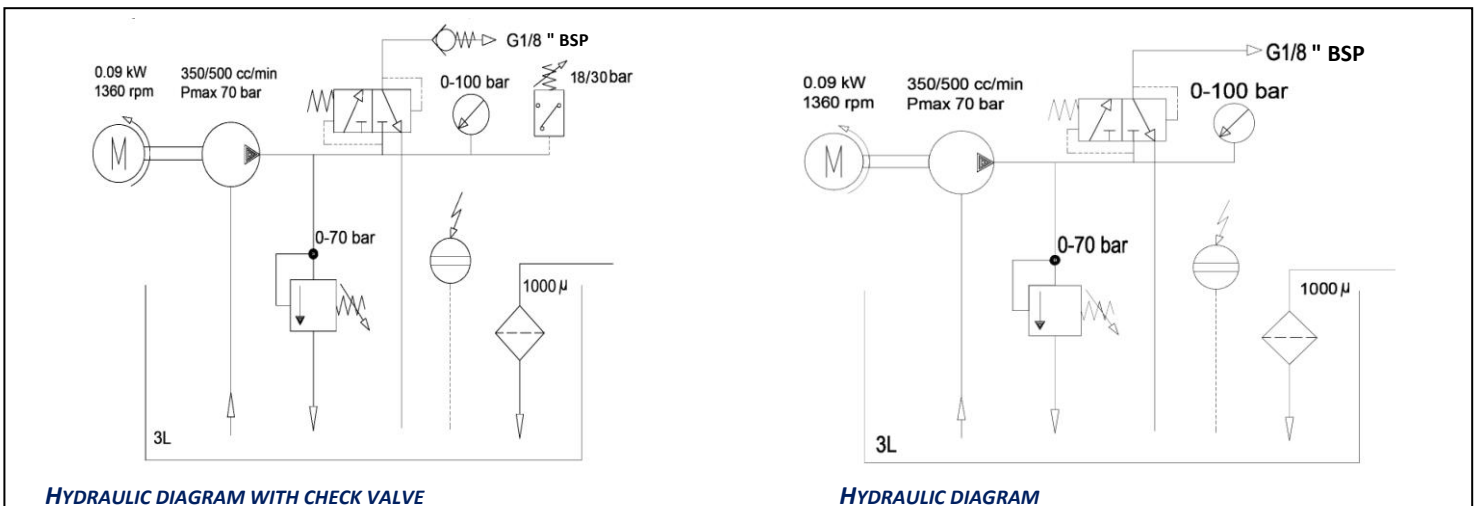 G1/8 " BSP
0.09 kW
1360 rpm
350/500 cc/min
Pmax 70 bar
0-100 bar
18/30 bar
M
0-70 bar
1000 µ
3L
HYDRAULIC DIAGRAM WITH CHECK VALVE
G1/8 " BSP
0.09 kW
1360 rpm
350/500 cc/min
Pmax 70 bar
0-100 bar
M
0-70 bar
1000 µ
3L
HYDRAULIC DIAGRAM